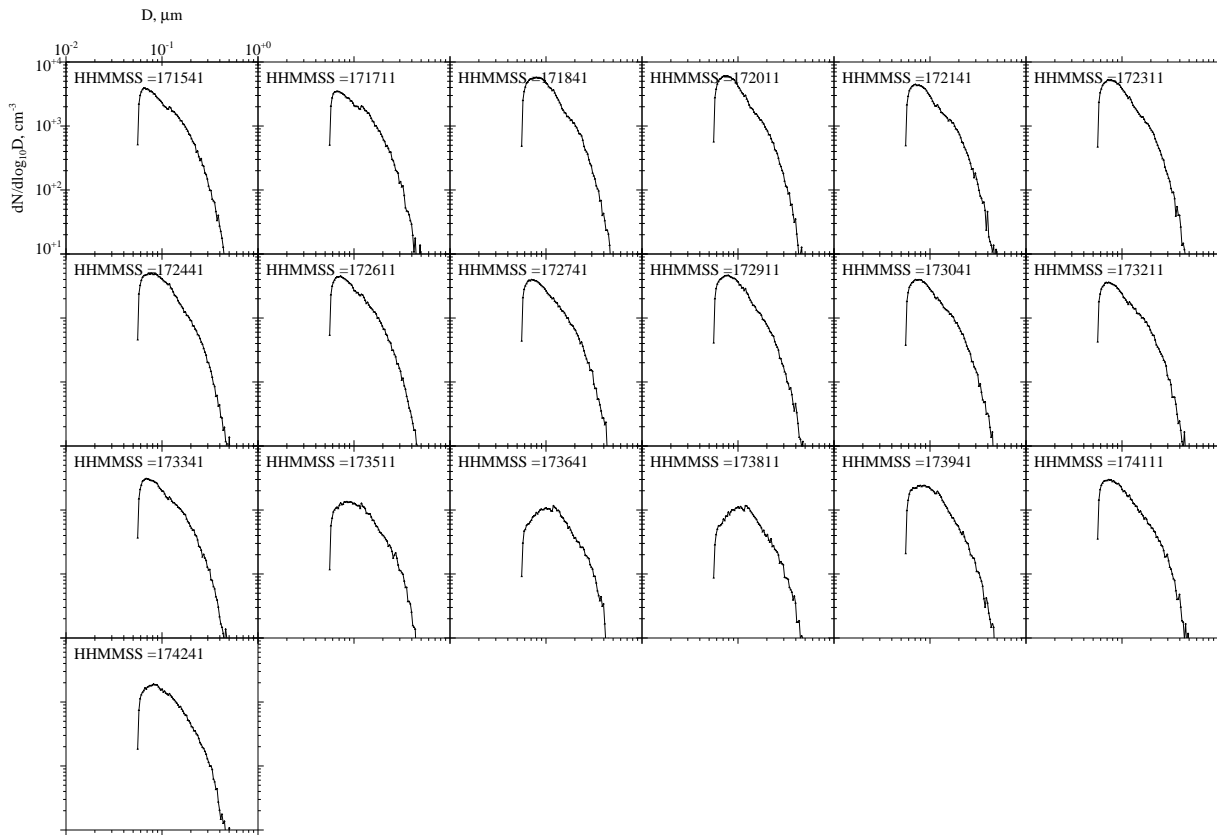 D, μm
10⁻² 10⁻¹ 10⁺⁰
10⁺⁴
10⁺³
10⁺²
10⁺¹
dN/dlog₁₀D, cm⁻³
HHMMSS =171541 HHMMSS =171711 HHMMSS =171841 HHMMSS =172011 HHMMSS =172141 HHMMSS =172311
HHMMSS =172441 HHMMSS =172611 HHMMSS =172741 HHMMSS =172911 HHMMSS =173041 HHMMSS =173211
HHMMSS =173341 HHMMSS =173511 HHMMSS =173641 HHMMSS =173811 HHMMSS =173941 HHMMSS =174111
HHMMSS =174241